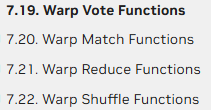 7.19. Warp Vote Functions
7.20. Warp Match Functions
7.21. Warp Reduce Functions
7.22. Warp Shuffle Functions